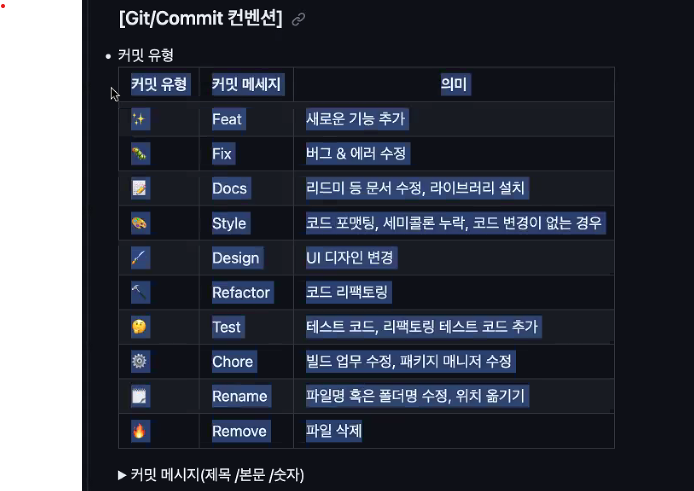 [Git/Commit 컨벤션]
커밋 유형
커밋 유형 커밋 메세지 의미
✨ Feat 새로운 기능 추가
🐛 Fix 버그 & 에러 수정
📝 Docs 리드미 등 문서 수정, 라이브러리 설치
🎨 Style 코드 포맷팅, 세미콜론 누락, 코드 변경이 없는 경우
🖌️ Design UI 디자인 변경
🔨 Refactor 코드 리팩토링
🤔 Test 테스트 코드, 리팩토링 테스트 코드 추가
⚙️ Chore 빌드 업무 수정, 패키지 매니저 수정
🗒️ Rename 파일명 혹은 폴더명 수정, 위치 옮기기
🔥 Remove 파일 삭제
▶ 커밋 메시지(제목 /본문 /숫자)